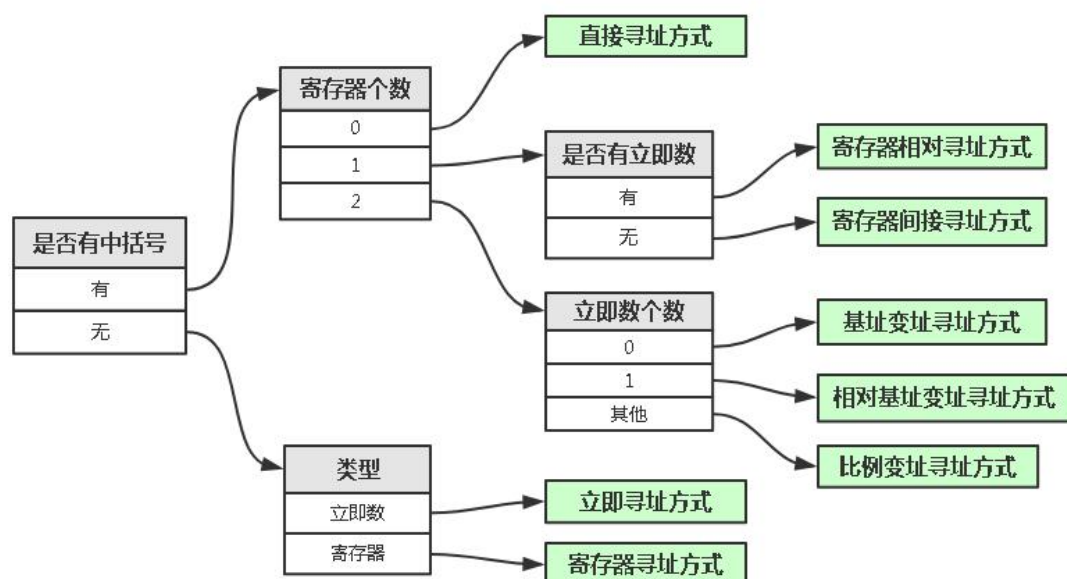 直接寻址方式
寄存器个数
0
1
2
是否有立即数
有
无
寄存器相对寻址方式
寄存器间接寻址方式
是否有中括号
有
无
立即数个数
0
1
其他
基址变址寻址方式
相对基址变址寻址方式
比例变址寻址方式
类型
立即数
寄存器
立即寻址方式
寄存器寻址方式